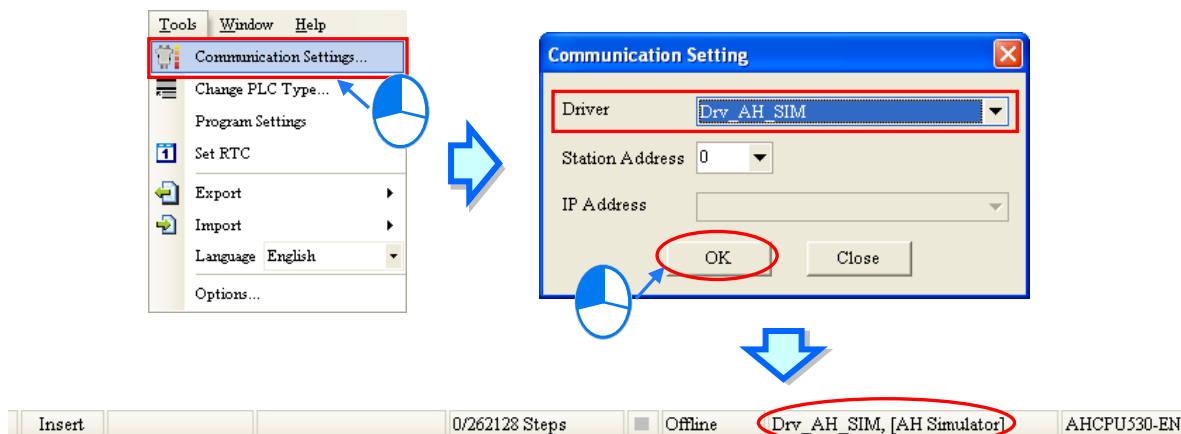 Tools Window Help
Communication Settings...
Change PLC Type...
Program Settings
1 Set RTC
Export
Import
Language English
Options...
Communication Setting
Driver Drv_AH_SIM
Station Address 0
IP Address
OK Close
Insert 0/262128 Steps Offline Drv_AH_SIM, [AH Simulator] AHCPU530-EN